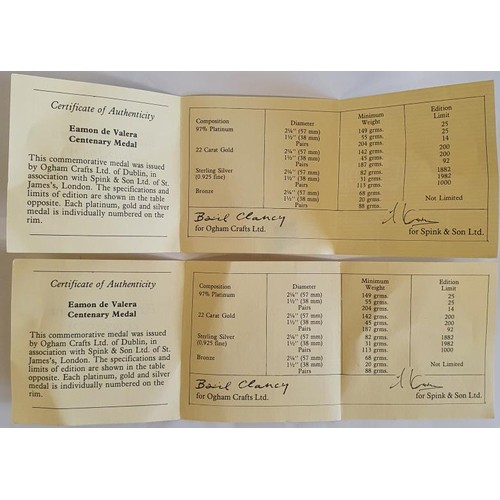 Certificate of Authenticity
Eamon de Valera
Centenary Medal
This commemorative medal was issued
by Ogham Crafts Ltd. of Dublin, in
association with Spink & Son Ltd. of St.
James's, London. The specifications and
limits of edition are shown in the table
opposite. Each platinum, gold and silver
medal is individually numbered on the
rim.
Composition Diameter Minimum Weight Edition Limit
97% Platinum 2¼″ (57 mm) 149 grms. 25
1½″ (38 mm) 55 grms. 25
Pairs 204 grms. 14
22 Carat Gold 2¼″ (57 mm) 142 grms. 200
1½″ (38 mm) 45 grms. 200
Pairs 187 grms. 92
Sterling Silver 2¼″ (57 mm) 82 grms. 1882
(0.925 fine) 1½″ (38 mm) 31 grms. 1982
Pairs 113 grms. 1000
Bronze 2¼″ (57 mm) 68 grms.
1½″ (38 mm) 20 grms. Not Limited
Pairs 88 grms.
Basil Clancy
for Ogham Crafts Ltd. for Spink & Son Ltd.
Certificate of Authenticity
Eamon de Valera
Centenary Medal
This commemorative medal was issued
by Ogham Crafts Ltd. of Dublin, in
association with Spink & Son Ltd. of St.
James's, London. The specifications and
limits of edition are shown in the table
opposite. Each platinum, gold and silver
medal is individually numbered on the
rim.
Composition Diameter Minimum Weight Edition Limit
97% Platinum 2¼″ (57 mm) 149 grms. 25
1½″ (38 mm) 55 grms. 25
Pairs 204 grms. 14
22 Carat Gold 2¼″ (57 mm) 142 grms. 200
1½″ (38 mm) 45 grms. 200
Pairs 187 grms. 92
Sterling Silver 2¼″ (57 mm) 82 grms. 1882
(0.925 fine) 1½″ (38 mm) 31 grms. 1982
Pairs 113 grms. 1000
Bronze 2¼″ (57 mm) 68 grms.
1½″ (38 mm) 20 grms. Not Limited
Pairs 88 grms.
Basil Clancy
for Ogham Crafts Ltd. for Spink & Son Ltd.